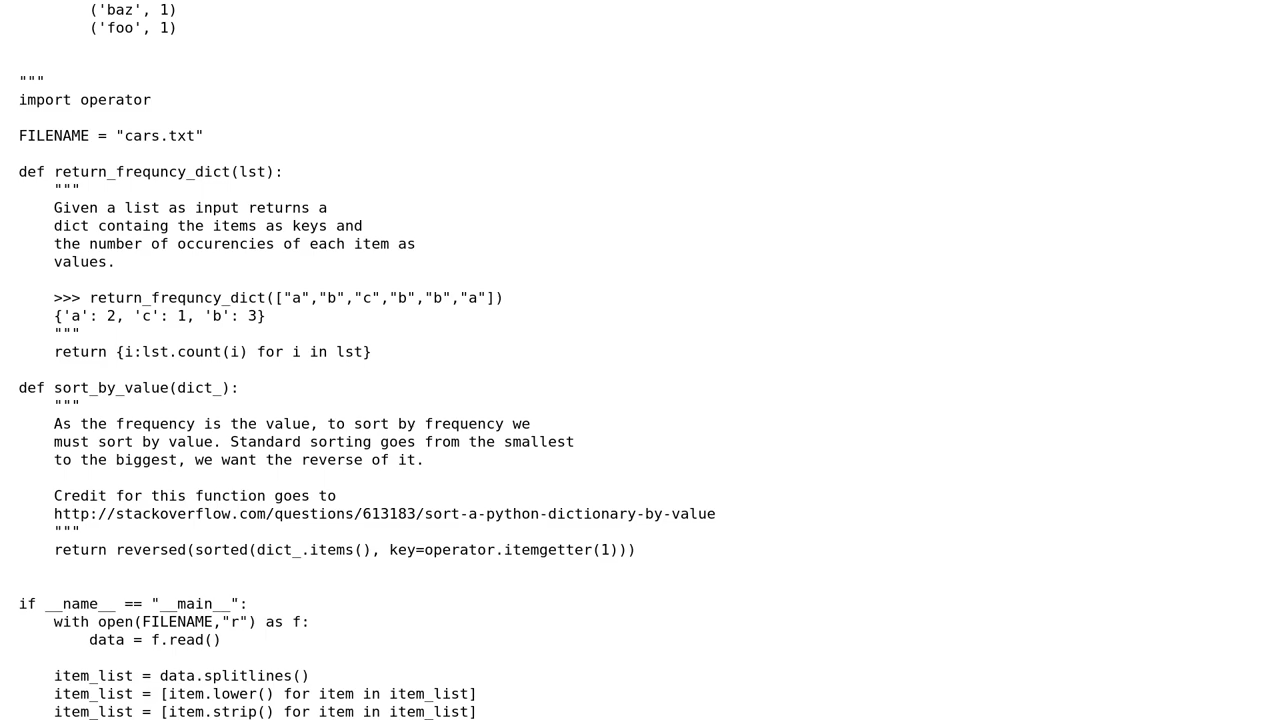 ('baz', 1)
        ('foo', 1)


"""
import operator

FILENAME = "cars.txt"

def return_frequncy_dict(lst):
    """
    Given a list as input returns a
    dict containg the items as keys and
    the number of occurencies of each item as
    values.

    >>> return_frequncy_dict(["a","b","c","b","b","a"])
    {'a': 2, 'c': 1, 'b': 3}
    """
    return {i:lst.count(i) for i in lst}

def sort_by_value(dict_):
    """
    As the frequency is the value, to sort by frequency we
    must sort by value. Standard sorting goes from the smallest
    to the biggest, we want the reverse of it.

    Credit for this function goes to
    http://stackoverflow.com/questions/613183/sort-a-python-dictionary-by-value
    """
    return reversed(sorted(dict_.items(), key=operator.itemgetter(1)))


if __name__ == "__main__":
    with open(FILENAME,"r") as f:
        data = f.read()

    item_list = data.splitlines()
    item_list = [item.lower() for item in item_list]
    item_list = [item.strip() for item in item_list]